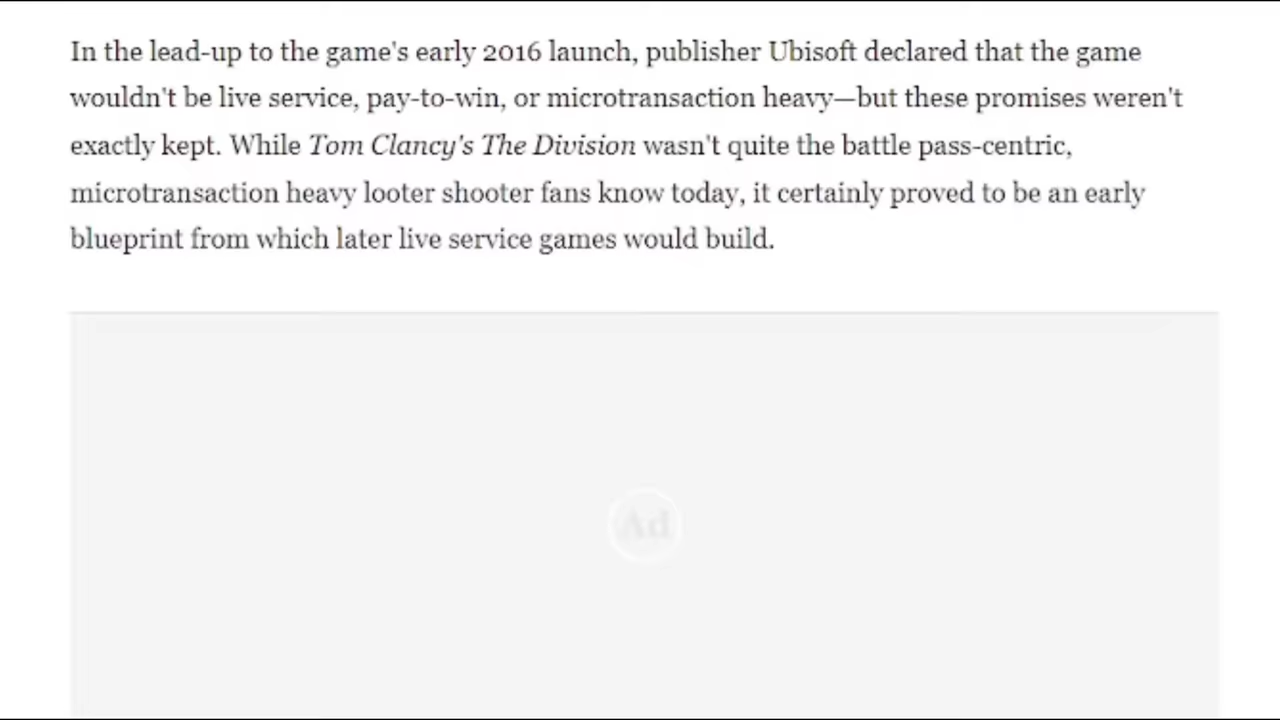 In the lead-up to the game's early 2016 launch, publisher Ubisoft declared that the game
wouldn't be live service, pay-to-win, or microtransaction heavy—but these promises weren't
exactly kept. While Tom Clancy's The Division wasn't quite the battle pass-centric,
microtransaction heavy looter shooter fans know today, it certainly proved to be an early
blueprint from which later live service games would build.
Ad